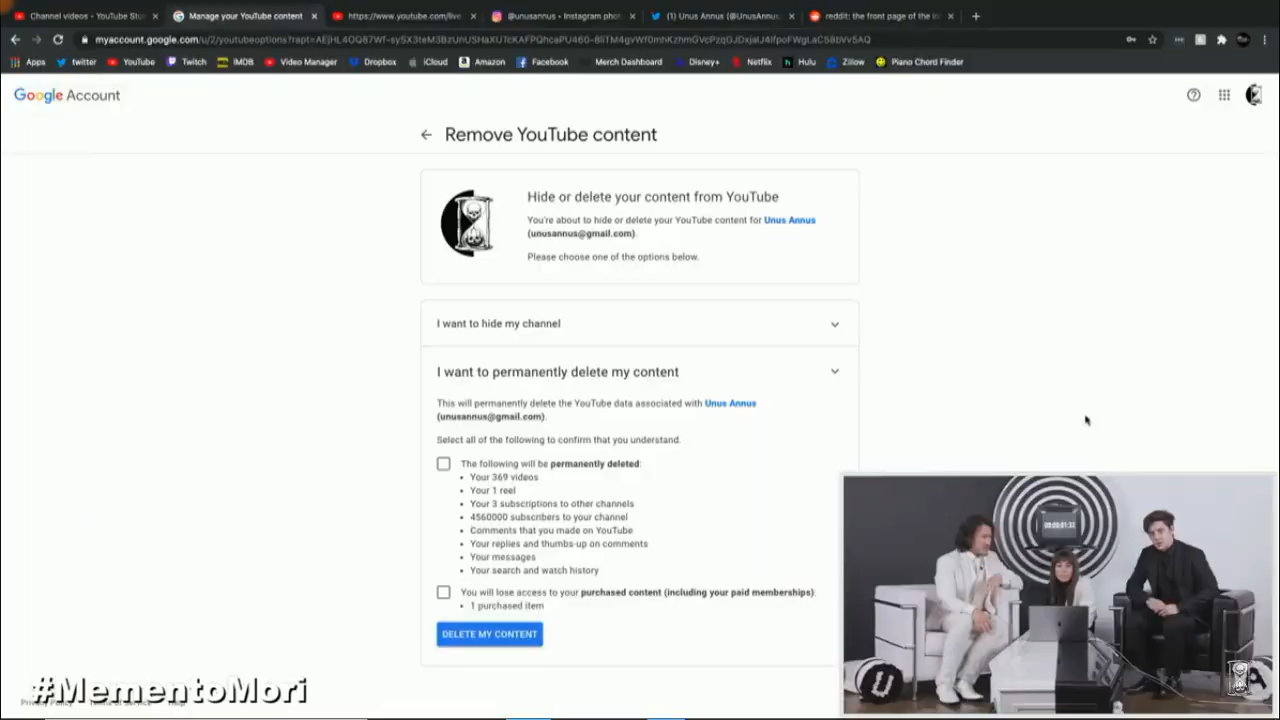 Channel videos - YouTube Stu
Manage your YouTube content
https://www.youtube.com/live
@unusannus • Instagram phot
(1) Unus Annus (@UnusAnnus
reddit: the front page of the in
Apps
twitter
YouTube
Twitch
IMDB
Video Manager
Dropbox
iCloud
Amazon
Facebook
Merch Dashboard
Disney+
Netflix
Hulu
Zillow
Piano Chord Finder
Google Account
Remove YouTube content
Hide or delete your content from YouTube
You're about to hide or delete your YouTube content for Unus Annus
(unusannus@gmail.com).
Please choose one of the options below.
I want to hide my channel
I want to permanently delete my content
This will permanently delete the YouTube data associated with Unus Annus
(unusannus@gmail.com).
Select all of the following to confirm that you understand.
The following will be permanently deleted:
• Your 369 videos
• Your 1 reel
• Your 3 subscriptions to other channels
• 4560000 subscribers to your channel
• Comments that you made on YouTube
• Your replies and thumbs-up on comments
• Your messages
• Your search and watch history
You will lose access to your purchased content (including your paid memberships):
• 1 purchased item
DELETE MY CONTENT
#MementoMori